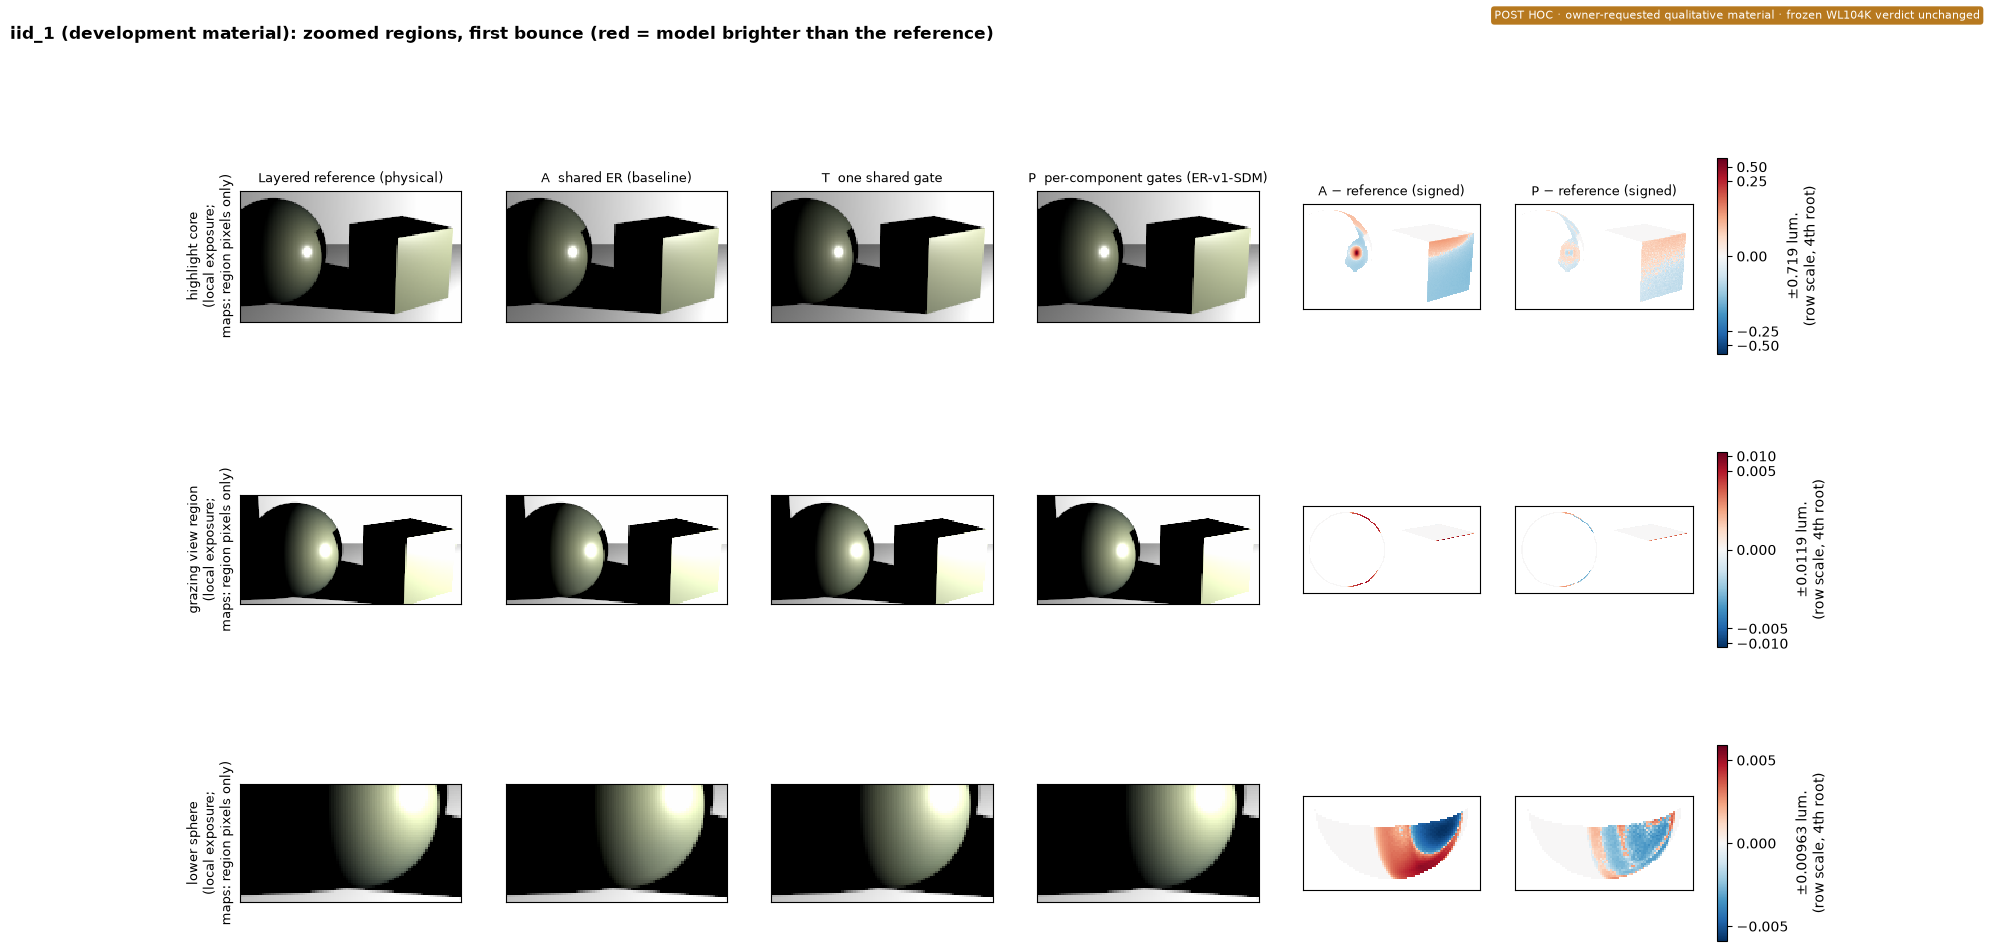 POST HOC · owner-requested qualitative material · frozen WL104K verdict unchanged
iid_1 (development material): zoomed regions, first bounce (red = model brighter than the reference)
Layered reference (physical)
A  shared ER (baseline)
T  one shared gate
P  per-component gates (ER-v1-SDM)
A − reference (signed)
P − reference (signed)
highlight core
(local exposure;
maps: region pixels only)
0.50
0.25
0.00
−0.25
−0.50
±0.719 lum.
(row scale, 4th root)
grazing view region
(local exposure;
maps: region pixels only)
0.010
0.005
0.000
−0.005
−0.010
±0.0119 lum.
(row scale, 4th root)
lower sphere
(local exposure;
maps: region pixels only)
0.005
0.000
−0.005
±0.00963 lum.
(row scale, 4th root)